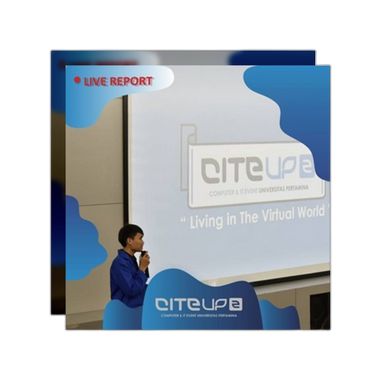 LIVE REPORT
CITEUP 2
COMPUTER & IT EVENT UNIVERSITAS PERTAMINA
“ Living in The Virtual World ”
CITEUP 2
COMPUTER & IT EVENT UNIVERSITAS PERTAMINA